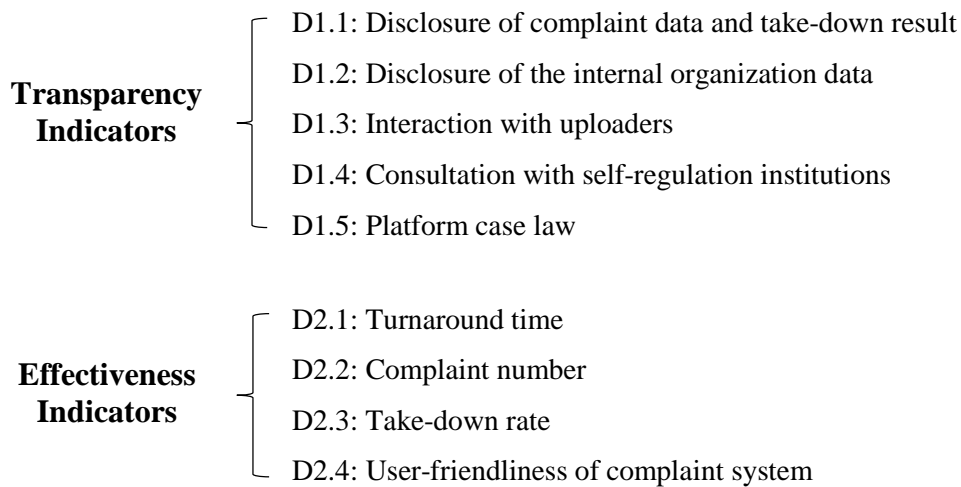 Transparency
Indicators
D1.1: Disclosure of complaint data and take-down result
D1.2: Disclosure of the internal organization data
D1.3: Interaction with uploaders
D1.4: Consultation with self-regulation institutions
D1.5: Platform case law
Effectiveness
Indicators
D2.1: Turnaround time
D2.2: Complaint number
D2.3: Take-down rate
D2.4: User-friendliness of complaint system